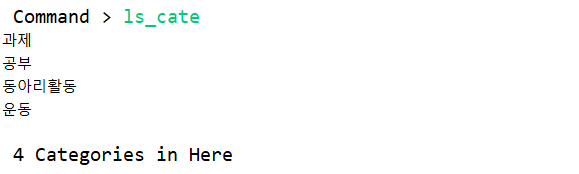 Command > ls_cate
과제
공부
동아리활동
운동
4 Categories in Here